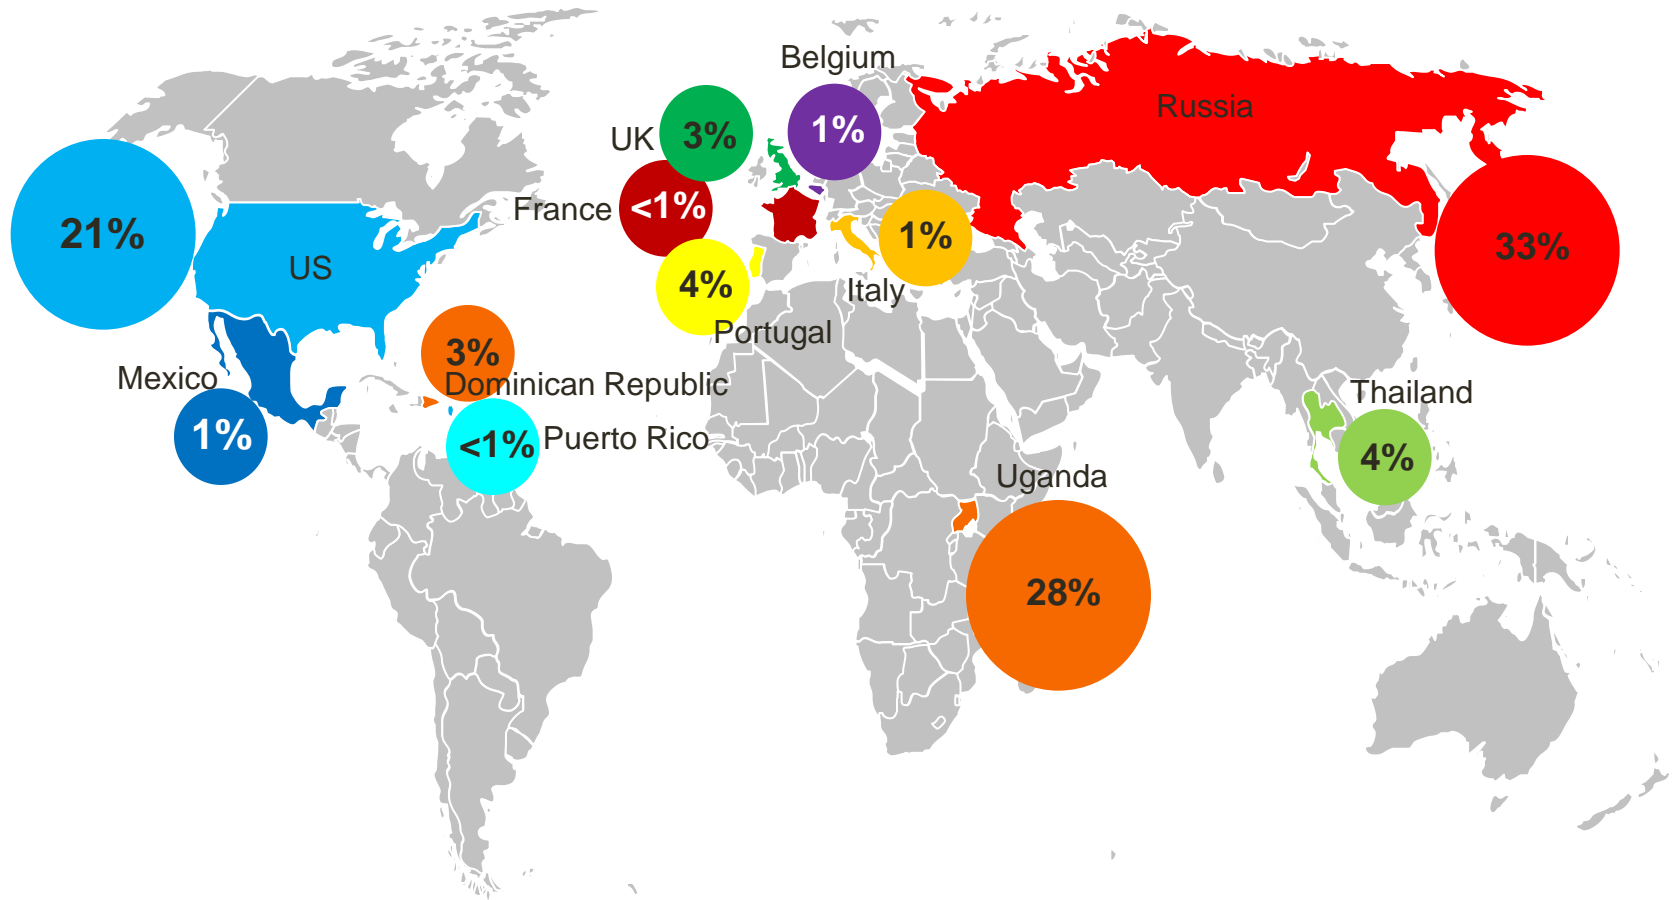 Belgium
Russia
UK
3%
1%
France
<1%
21%
US
1%
33%
4%
Italy
Portugal
3%
Mexico
Dominican Republic
Thailand
1%
<1%
Puerto Rico
4%
Uganda
28%